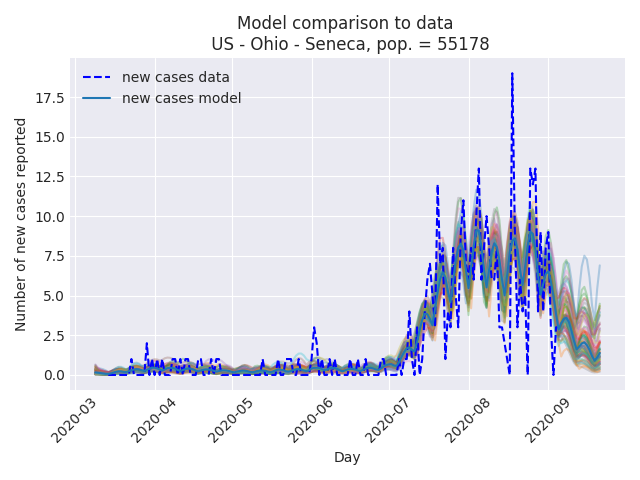 Model comparison to data
US - Ohio - Seneca, pop. = 55178
new cases data
new cases model
Number of new cases reported
17.5
15.0
12.5
10.0
7.5
5.0
2.5
0.0
2020-03
2020-04
2020-05
2020-06
2020-07
2020-08
2020-09
Day